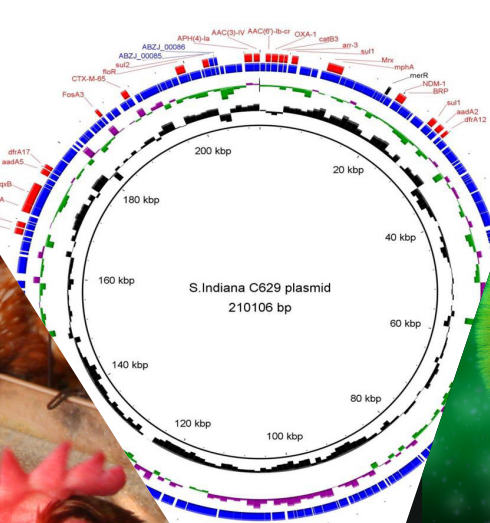 ABZJ_00086
ABZJ_00085
APH(4)-Ia
AAC(3)-IV
AAC(6')-Ib-cr
OXA-1
catB3
arr-3
sul1
Mrx
mphA
merR
NDM-1
BRP
sul1
aadA2
dfrA12
sul2
floR
CTX-M-65
FosA3
dfrA17
aadA5
qxB
A
200 kbp
20 kbp
180 kbp
40 kbp
160 kbp
S.Indiana C629 plasmid
210106 bp
60 kbp
140 kbp
80 kbp
120 kbp
100 kbp